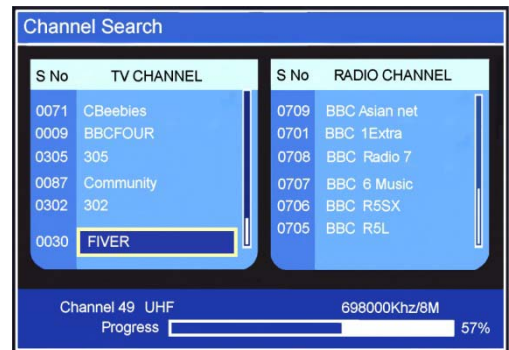 Channel Search
S No TV CHANNEL
0071 CBeebies
0009 BBCFOUR
0305 305
0087 Community
0302 302
0030 FIVER
S No RADIO CHANNEL
0709 BBC Asian net
0701 BBC 1Extra
0708 BBC Radio 7
0707 BBC 6 Music
0706 BBC R5SX
0705 BBC R5L
Channel 49 UHF 698000Khz/8M
Progress 57%